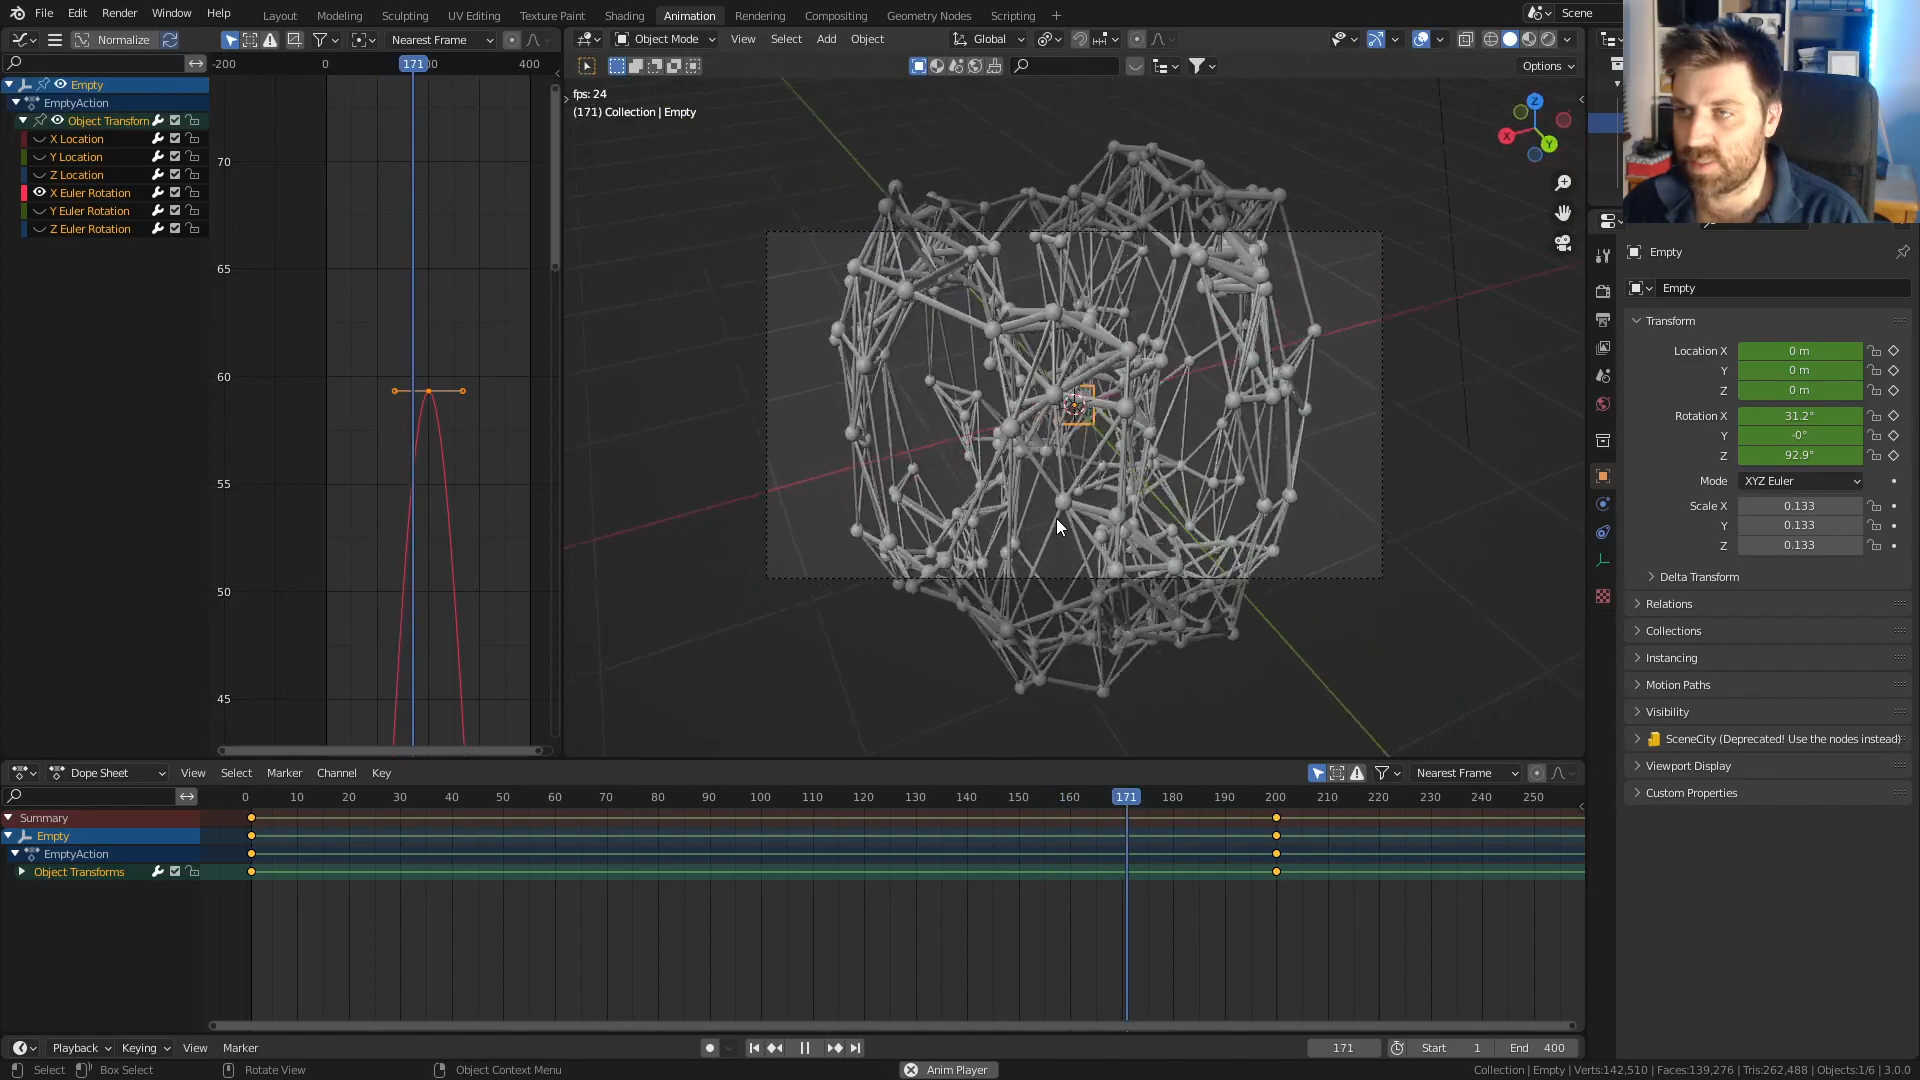 File Edit Render Window Help Layout Modeling Sculpting UV Editing Texture Paint Shading Animation Rendering Compositing Geometry Nodes Scripting + Scene
Normalize Nearest Frame Object Mode View Select Add Object Global
Options
-200 0 171 200 400
Empty
EmptyAction
Object Transform
X Location
Y Location
Z Location
X Euler Rotation
Y Euler Rotation
Z Euler Rotation
70
65
60
55
50
45
fps: 24
(171) Collection | Empty
Z
X
Y
Empty
Empty
Transform
Location X 0 m
Y 0 m
Z 0 m
Rotation X 31.2°
Y -0°
Z 92.9°
Mode XYZ Euler
Scale X 0.133
Y 0.133
Z 0.133
Delta Transform
Relations
Collections
Instancing
Motion Paths
Visibility
SceneCity (Deprecated! Use the nodes instead)
Viewport Display
Custom Properties
Dope Sheet View Select Marker Channel Key Nearest Frame
0 10 20 30 40 50 60 70 80 90 100 110 120 130 140 150 160 171 180 190 200 210 220 230 240 250
Summary
Empty
EmptyAction
Object Transforms
Playback Keying View Marker 171 Start 1 End 400
Select Box Select Rotate View Object Context Menu Anim Player Collection | Empty | Verts:142,510 | Faces:139,276 | Tris:262,488 | Objects:1/6 | 3.0.0